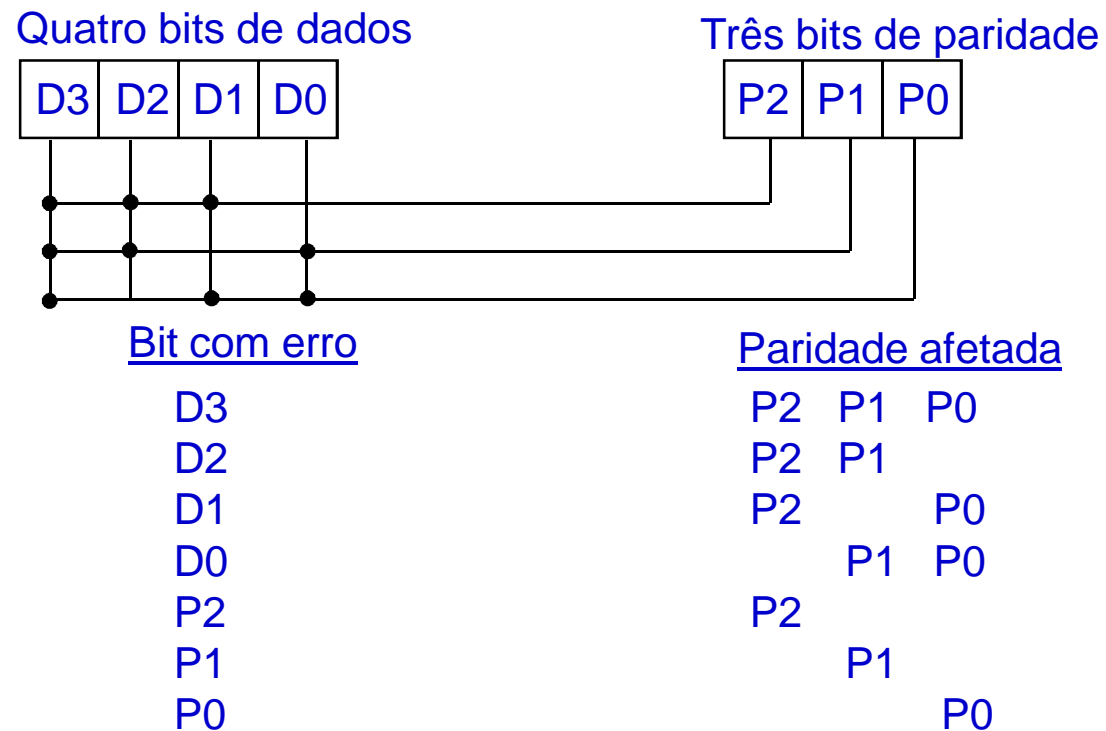 Quatro bits de dados
Três bits de paridade
D3 D2 D1 D0
P2 P1 P0
Bit com erro
Paridade afetada
D3 P2 P1 P0
D2 P2 P1
D1 P2 P0
D0 P1 P0
P2 P2
P1 P1
P0 P0